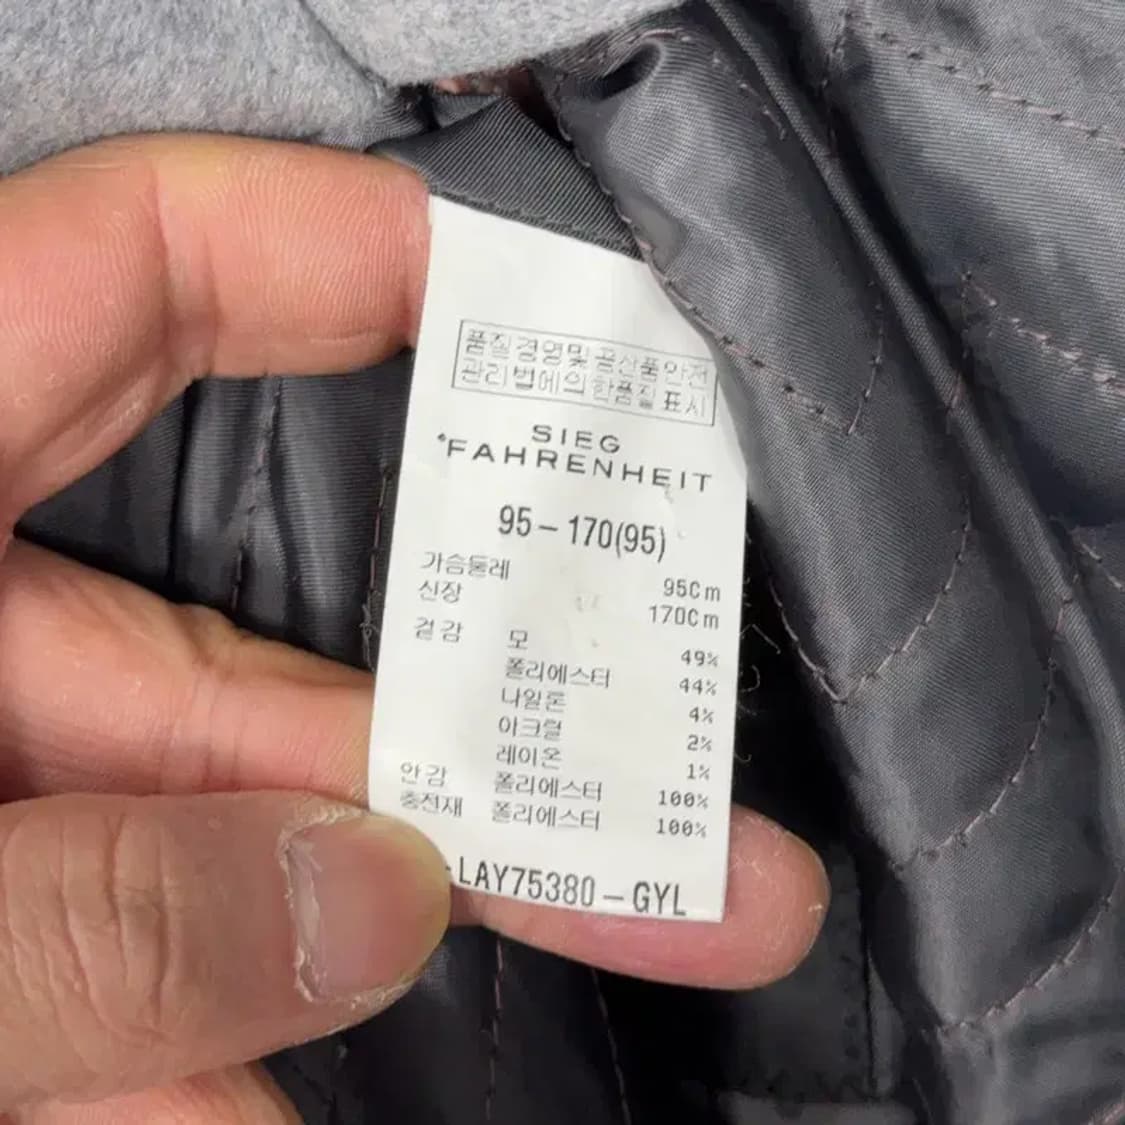 품질경영및공산품안전
관리법에의한품질표시
SIEG
FAHRENHEIT
95-170(95)
가슴둘레 95Cm
신장 170Cm
겉감 모 49%
폴리에스터 44%
나일론 4%
아크릴 2%
레이온 1%
안감 폴리에스터 100%
충전재 폴리에스터 100%
-LAY75380-GYL